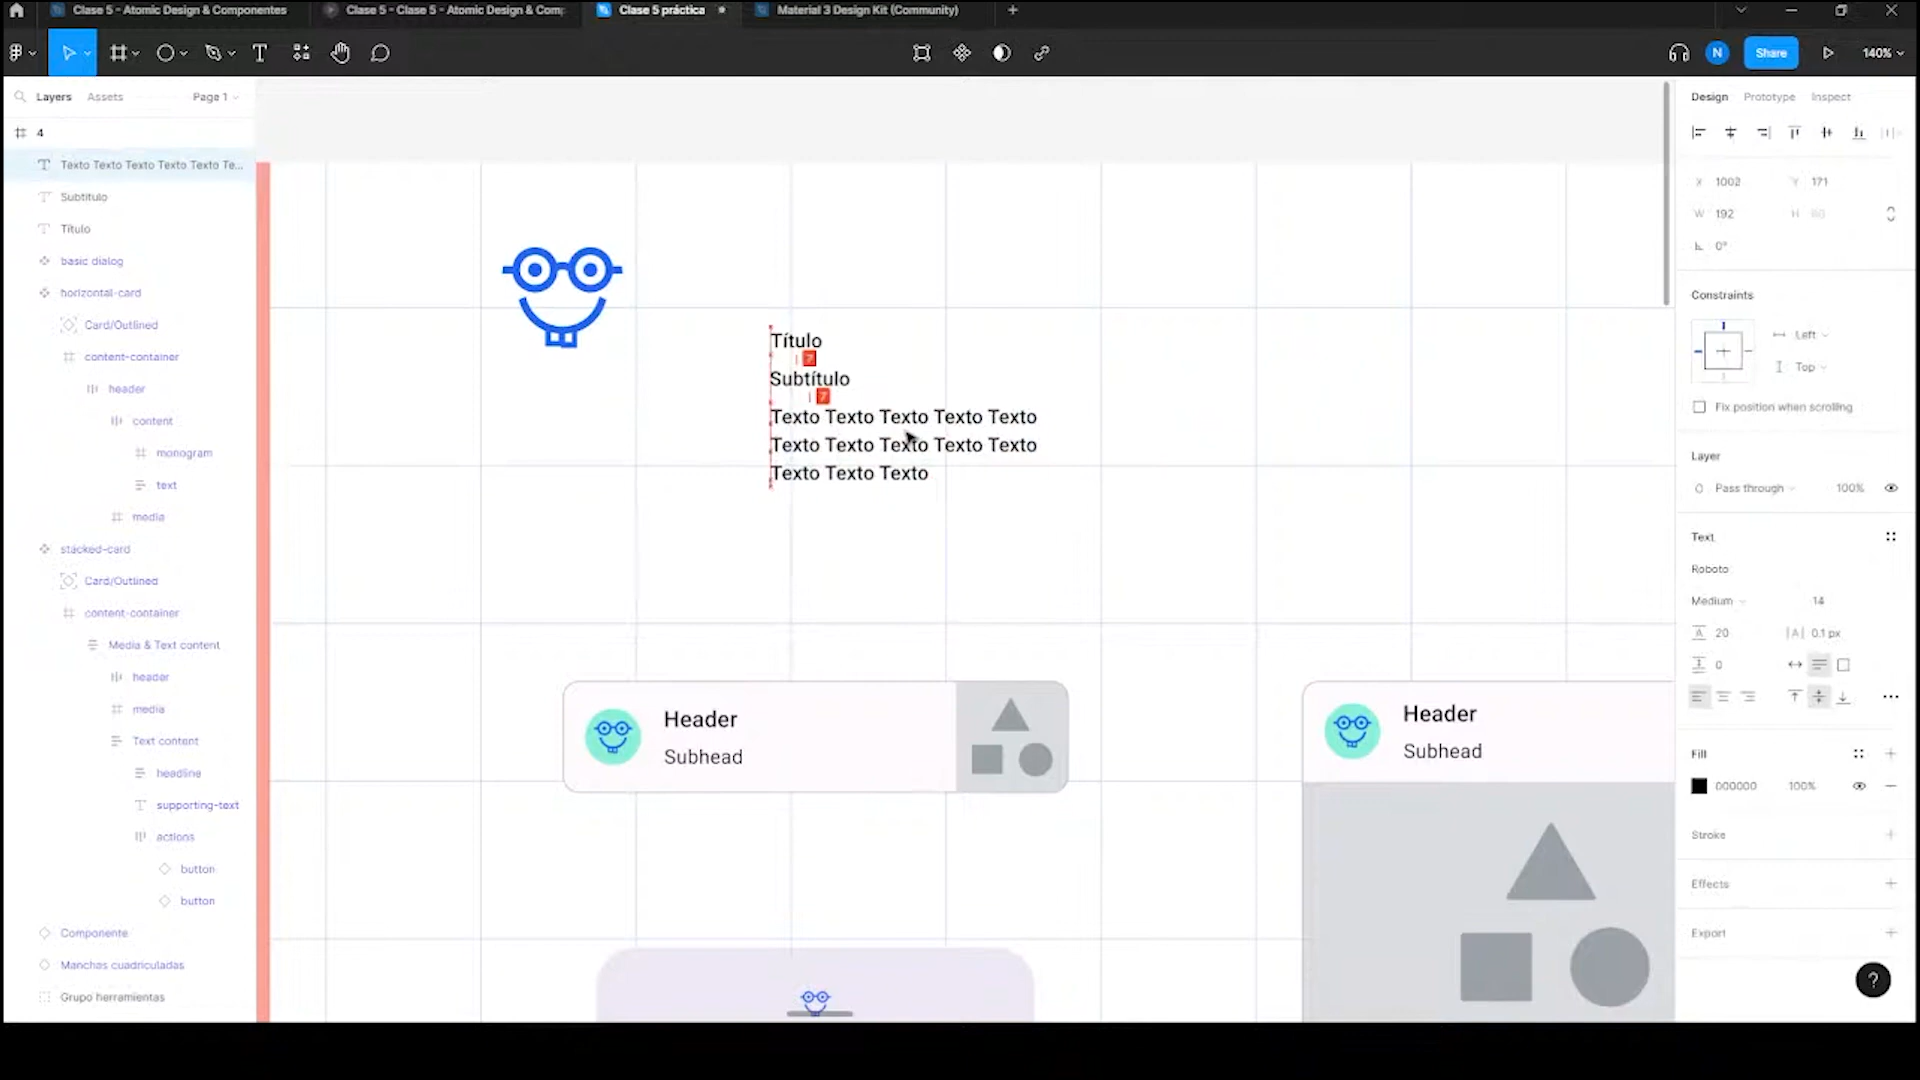 Clase 5 - Atomic Design & Componentes
Clase 5 - Clase 5 - Atomic Design & Com
Clase 5 práctica
Material 3 Design Kit (Community)
N
Share
140%
Layers
Assets
Page 1
Design
Prototype
Inspect
4
Texto Texto Texto Texto Texto Te...
Subtítulo
Título
basic dialog
horizontal-card
Card/Outlined
content-container
header
content
monogram
text
media
stacked-card
Card/Outlined
content-container
Media & Text content
header
media
Text content
headline
supporting-text
actions
button
button
Componente
Manchas cuadriculadas
Grupo herramientas
Título
7
Subtítulo
7
Texto Texto Texto Texto Texto
Texto Texto Texto Texto Texto
Texto Texto Texto
Header
Subhead
Header
Subhead
X 1002 Y 171
W 192 H
0°
Constraints
Left
Top
Fix position when scrolling
Layer
Pass through 100%
Text
Roboto
Medium 14
20 0.1 px
0
Fill
000000 100%
Stroke
Effects
Export
?